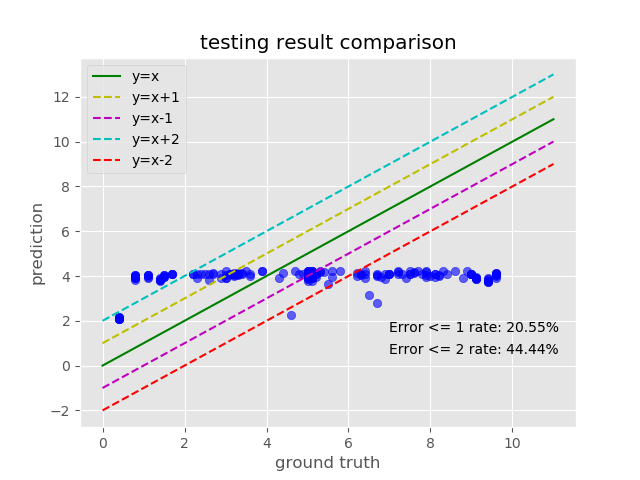 testing result comparison
y=x
y=x+1
y=x-1
y=x+2
y=x-2
12
10
8
6
4
2
0
−2
prediction
Error <= 1 rate: 20.55%
Error <= 2 rate: 44.44%
0 2 4 6 8 10
ground truth